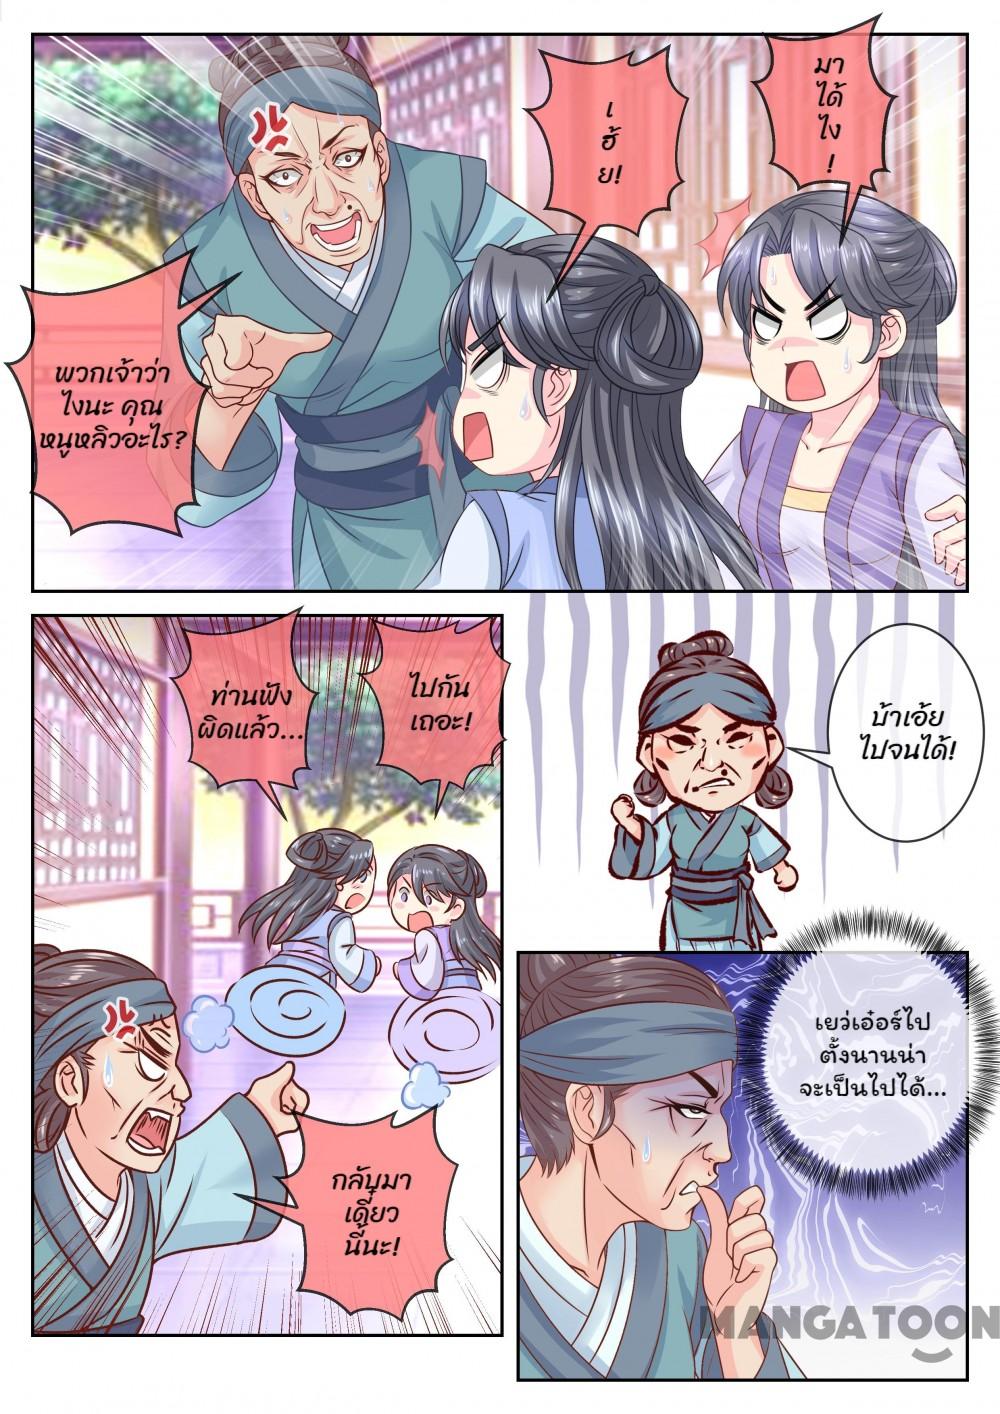 มา
ได้
ไง
!
เ
ฮ้
ย!
พวกเจ้าว่า
ไงนะ คุณ
หนูหลิวอะไร?
ไปกัน
เถอะ!
ท่านฟัง
ผิดแล้ว...
บ้าเอ้ย
ไปจนได้!
กลับมา
เดี๋ยว
นี้นะ!
เยว่เอ๋อร์ไป
ตั้งนานน่า
จะเป็นไปได้...
MANGATOON